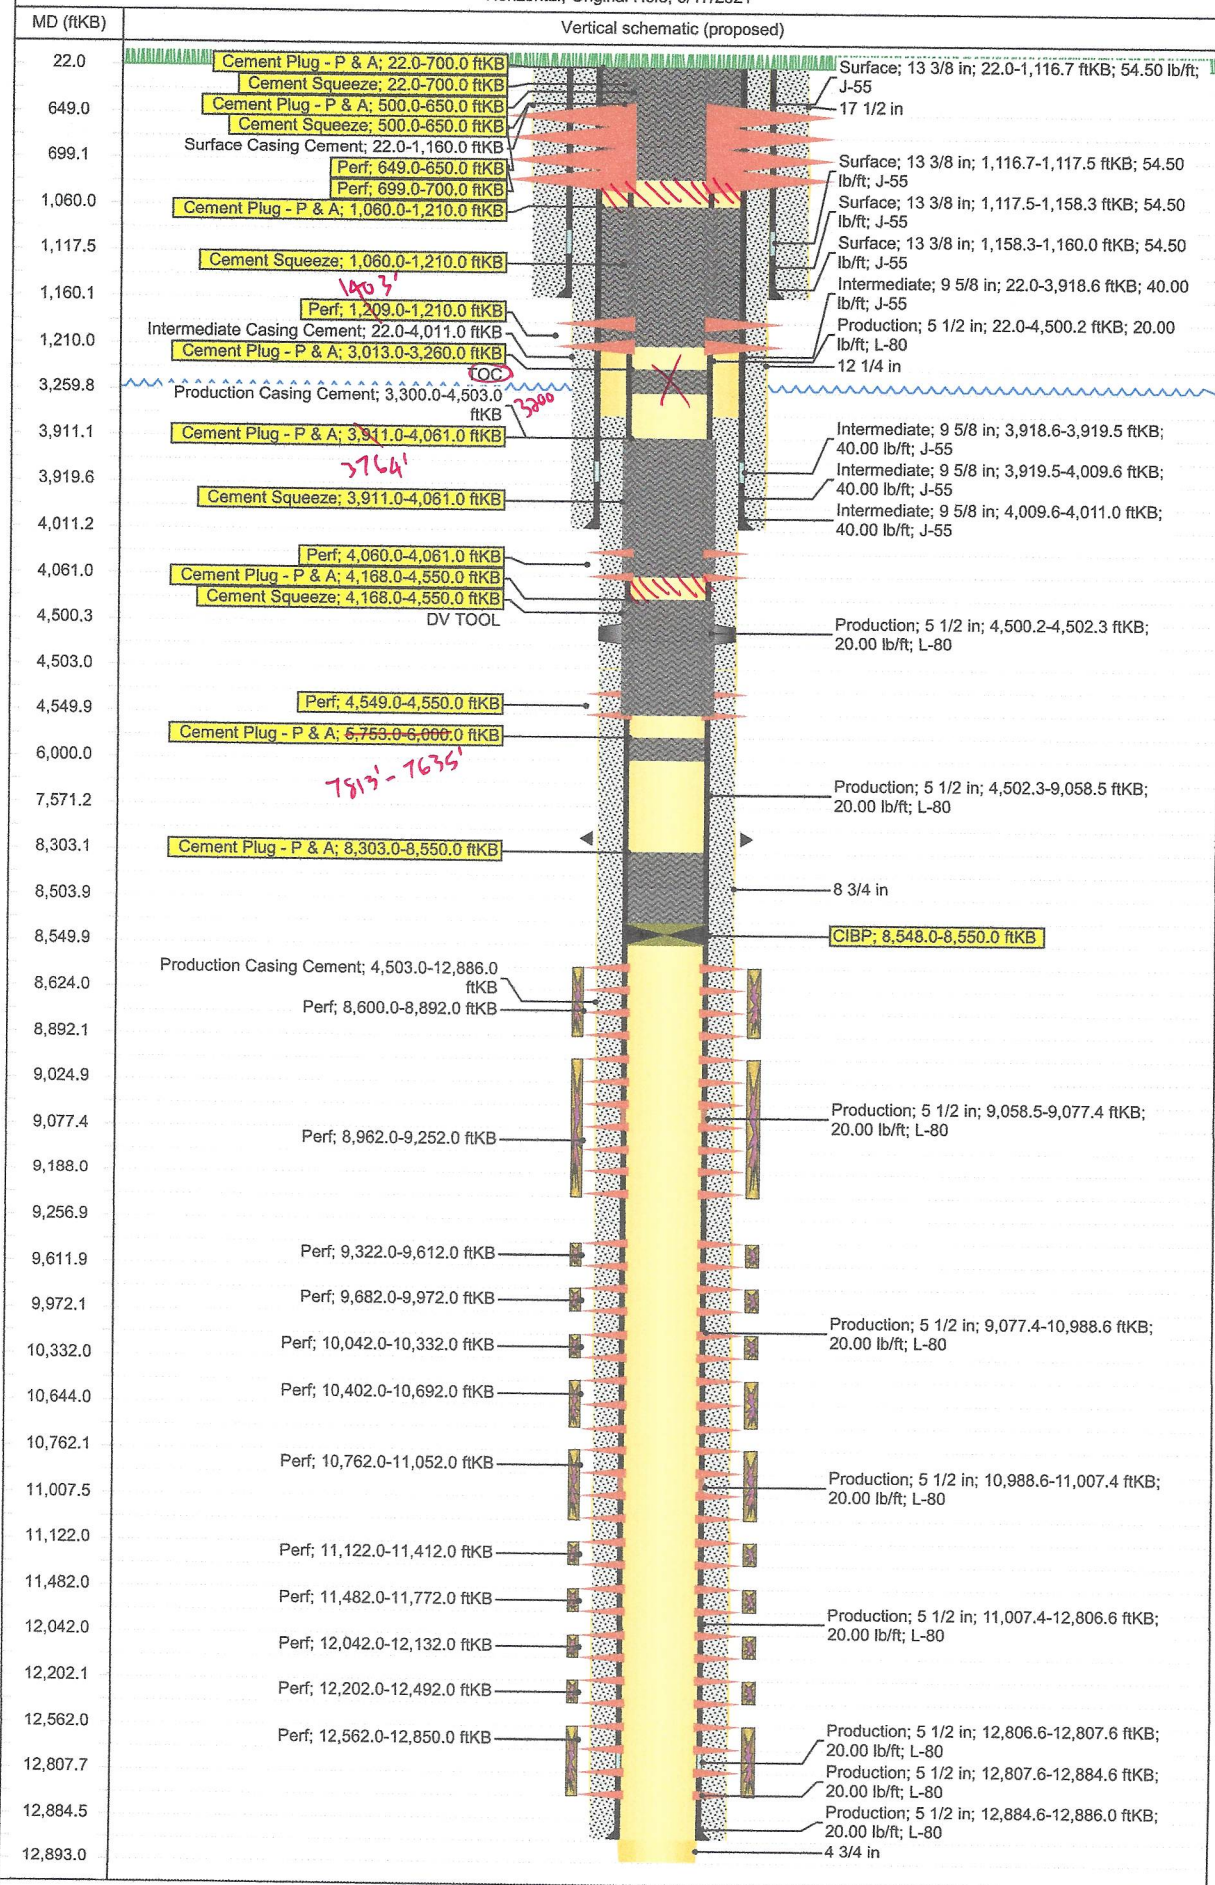 MD (ftKB)
Vertical schematic (proposed)
22.0
649.0
699.1
1,060.0
1,117.5
1,160.1
1,210.0
3,259.8
3,911.1
3,919.6
4,011.2
4,061.0
4,500.3
4,503.0
4,549.9
6,000.0
7,571.2
8,303.1
8,503.9
8,549.9
8,624.0
8,892.1
9,024.9
9,077.4
9,188.0
9,256.9
9,611.9
9,972.1
10,332.0
10,644.0
10,762.1
11,007.5
11,122.0
11,482.0
12,042.0
12,202.1
12,562.0
12,807.7
12,884.5
12,893.0
Cement Plug - P & A; 22.0-700.0 ftKB
Cement Squeeze; 22.0-700.0 ftKB
Cement Plug - P & A; 500.0-650.0 ftKB
Cement Squeeze; 500.0-650.0 ftKB
Surface Casing Cement; 22.0-1,160.0 ftKB
Perf; 649.0-650.0 ftKB
Perf; 699.0-700.0 ftKB
Cement Plug - P & A; 1,060.0-1,210.0 ftKB
Cement Squeeze; 1,060.0-1,210.0 ftKB
1403'
Perf; 1,209.0-1,210.0 ftKB
Intermediate Casing Cement; 22.0-4,011.0 ftKB
Cement Plug - P & A; 3,013.0-3,260.0 ftKB
TOC
Production Casing Cement; 3,300.0-4,503.0
ftKB
3200
Cement Plug - P & A; 3,911.0-4,061.0 ftKB
3764'
Cement Squeeze; 3,911.0-4,061.0 ftKB
Perf; 4,060.0-4,061.0 ftKB
Cement Plug - P & A; 4,168.0-4,550.0 ftKB
Cement Squeeze; 4,168.0-4,550.0 ftKB
DV TOOL
Perf; 4,549.0-4,550.0 ftKB
Cement Plug - P & A; 5,753.0-6,000.0 ftKB
7813' - 7635'
Cement Plug - P & A; 8,303.0-8,550.0 ftKB
Production Casing Cement; 4,503.0-12,886.0
ftKB
Perf; 8,600.0-8,892.0 ftKB
Perf; 8,962.0-9,252.0 ftKB
Perf; 9,322.0-9,612.0 ftKB
Perf; 9,682.0-9,972.0 ftKB
Perf; 10,042.0-10,332.0 ftKB
Perf; 10,402.0-10,692.0 ftKB
Perf; 10,762.0-11,052.0 ftKB
Perf; 11,122.0-11,412.0 ftKB
Perf; 11,482.0-11,772.0 ftKB
Perf; 12,042.0-12,132.0 ftKB
Perf; 12,202.0-12,492.0 ftKB
Perf; 12,562.0-12,850.0 ftKB
Surface; 13 3/8 in; 22.0-1,116.7 ftKB; 54.50 lb/ft;
J-55
17 1/2 in
Surface; 13 3/8 in; 1,116.7-1,117.5 ftKB; 54.50
lb/ft; J-55
Surface; 13 3/8 in; 1,117.5-1,158.3 ftKB; 54.50
lb/ft; J-55
Surface; 13 3/8 in; 1,158.3-1,160.0 ftKB; 54.50
lb/ft; J-55
Intermediate; 9 5/8 in; 22.0-3,918.6 ftKB; 40.00
lb/ft; J-55
Production; 5 1/2 in; 22.0-4,500.2 ftKB; 20.00
lb/ft; L-80
12 1/4 in
Intermediate; 9 5/8 in; 3,918.6-3,919.5 ftKB;
40.00 lb/ft; J-55
Intermediate; 9 5/8 in; 3,919.5-4,009.6 ftKB;
40.00 lb/ft; J-55
Intermediate; 9 5/8 in; 4,009.6-4,011.0 ftKB;
40.00 lb/ft; J-55
Production; 5 1/2 in; 4,500.2-4,502.3 ftKB;
20.00 lb/ft; L-80
Production; 5 1/2 in; 4,502.3-9,058.5 ftKB;
20.00 lb/ft; L-80
8 3/4 in
CIBP; 8,548.0-8,550.0 ftKB
Production; 5 1/2 in; 9,058.5-9,077.4 ftKB;
20.00 lb/ft; L-80
Production; 5 1/2 in; 9,077.4-10,988.6 ftKB;
20.00 lb/ft; L-80
Production; 5 1/2 in; 10,988.6-11,007.4 ftKB;
20.00 lb/ft; L-80
Production; 5 1/2 in; 11,007.4-12,806.6 ftKB;
20.00 lb/ft; L-80
Production; 5 1/2 in; 12,806.6-12,807.6 ftKB;
20.00 lb/ft; L-80
Production; 5 1/2 in; 12,807.6-12,884.6 ftKB;
20.00 lb/ft; L-80
Production; 5 1/2 in; 12,884.6-12,886.0 ftKB;
20.00 lb/ft; L-80
4 3/4 in